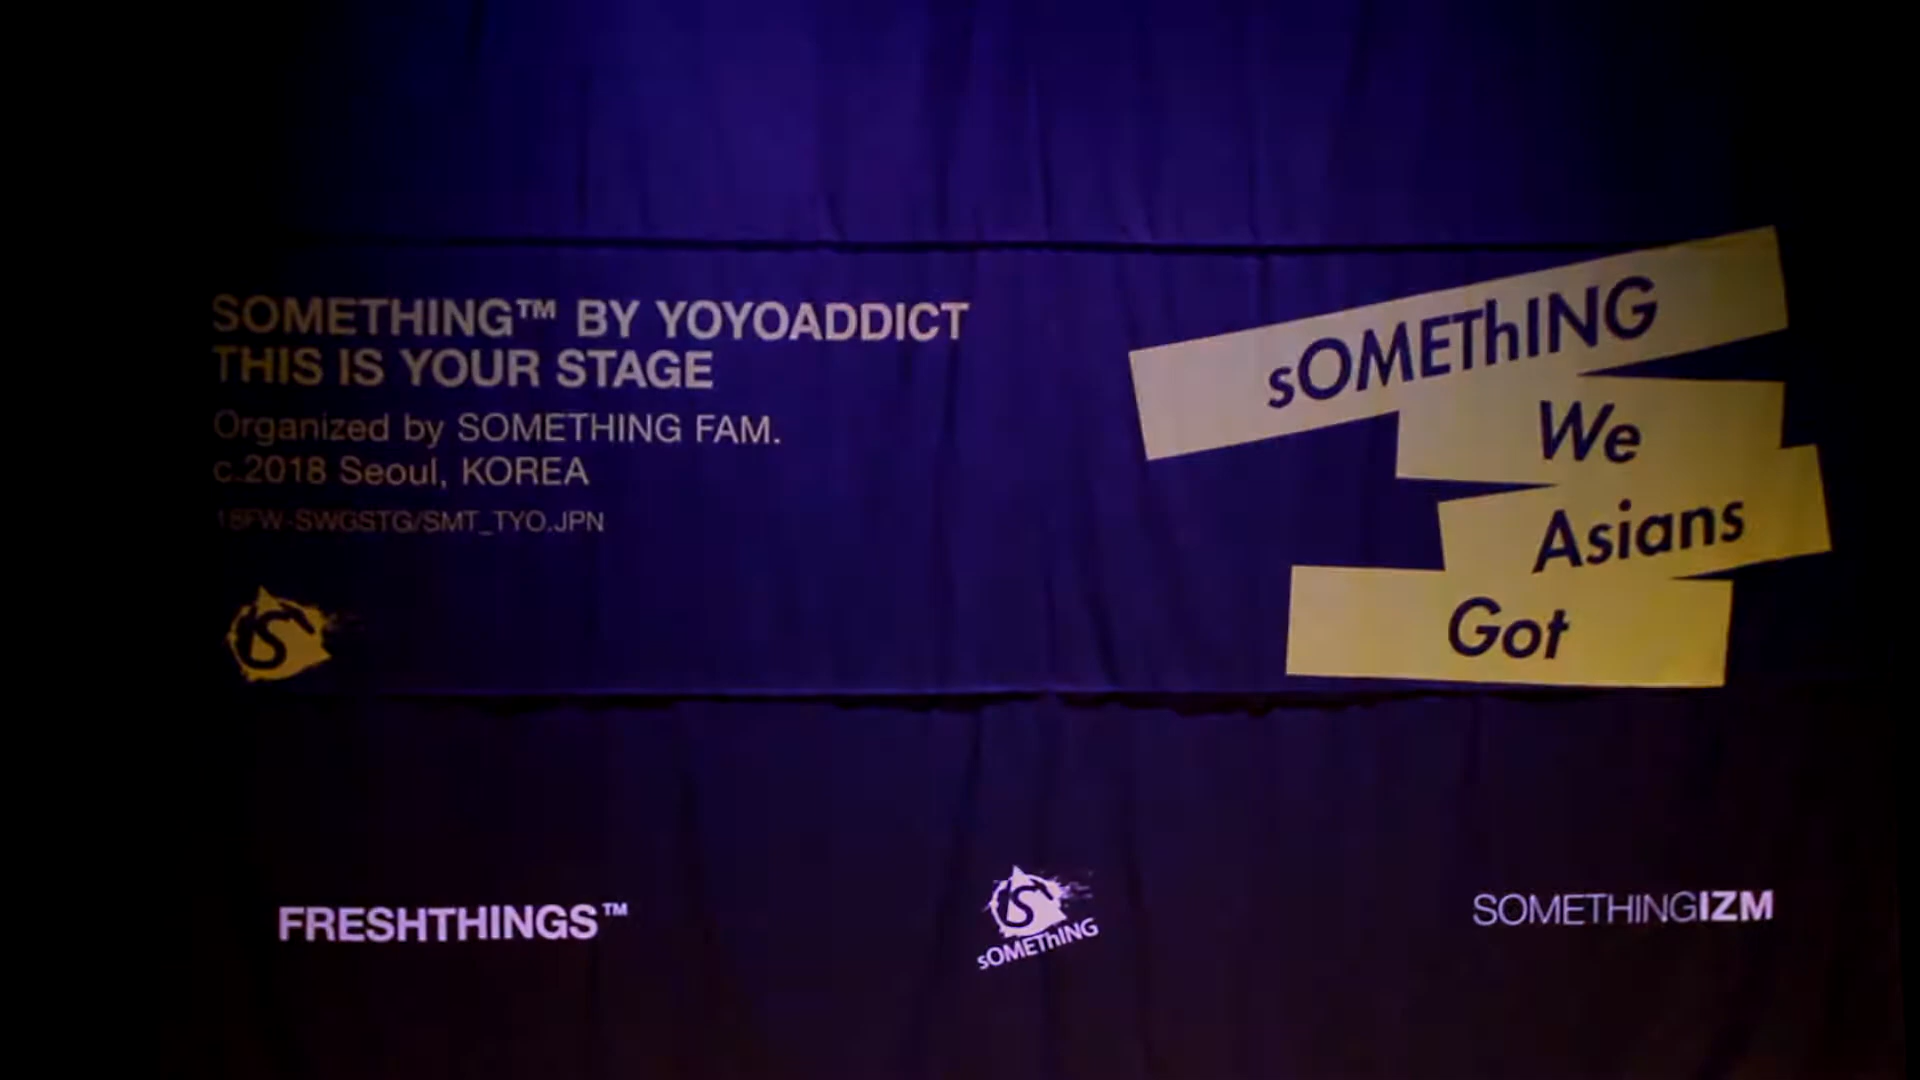 SOMETHING™ BY YOYOADDICT
THIS IS YOUR STAGE
Organized by SOMETHING FAM.
c.2018 Seoul, KOREA
18FW-SWGSTG/SMT_TYO.JPN
sOMEThING
We
Asians
Got
FRESHTHINGS™
S
sOMEThING
SOMETHINGIZM